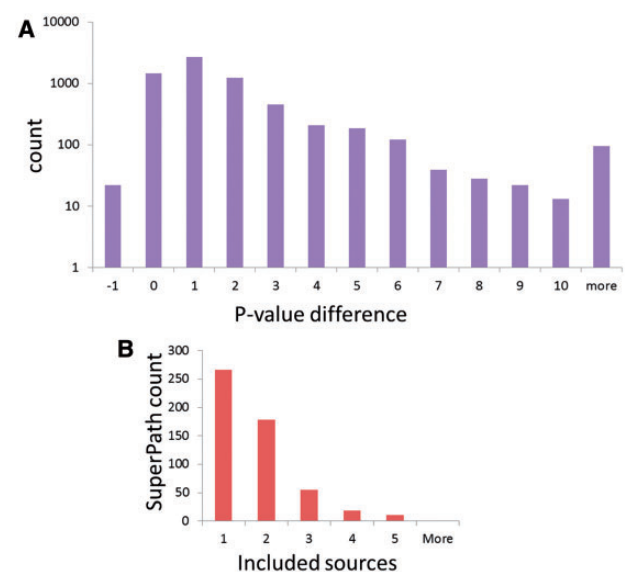 A
10000
1000
100
10
1
count
-1 0 1 2 3 4 5 6 7 8 9 10 more
P-value difference
B
300
250
200
150
100
50
0
SuperPath count
1 2 3 4 5 More
Included sources